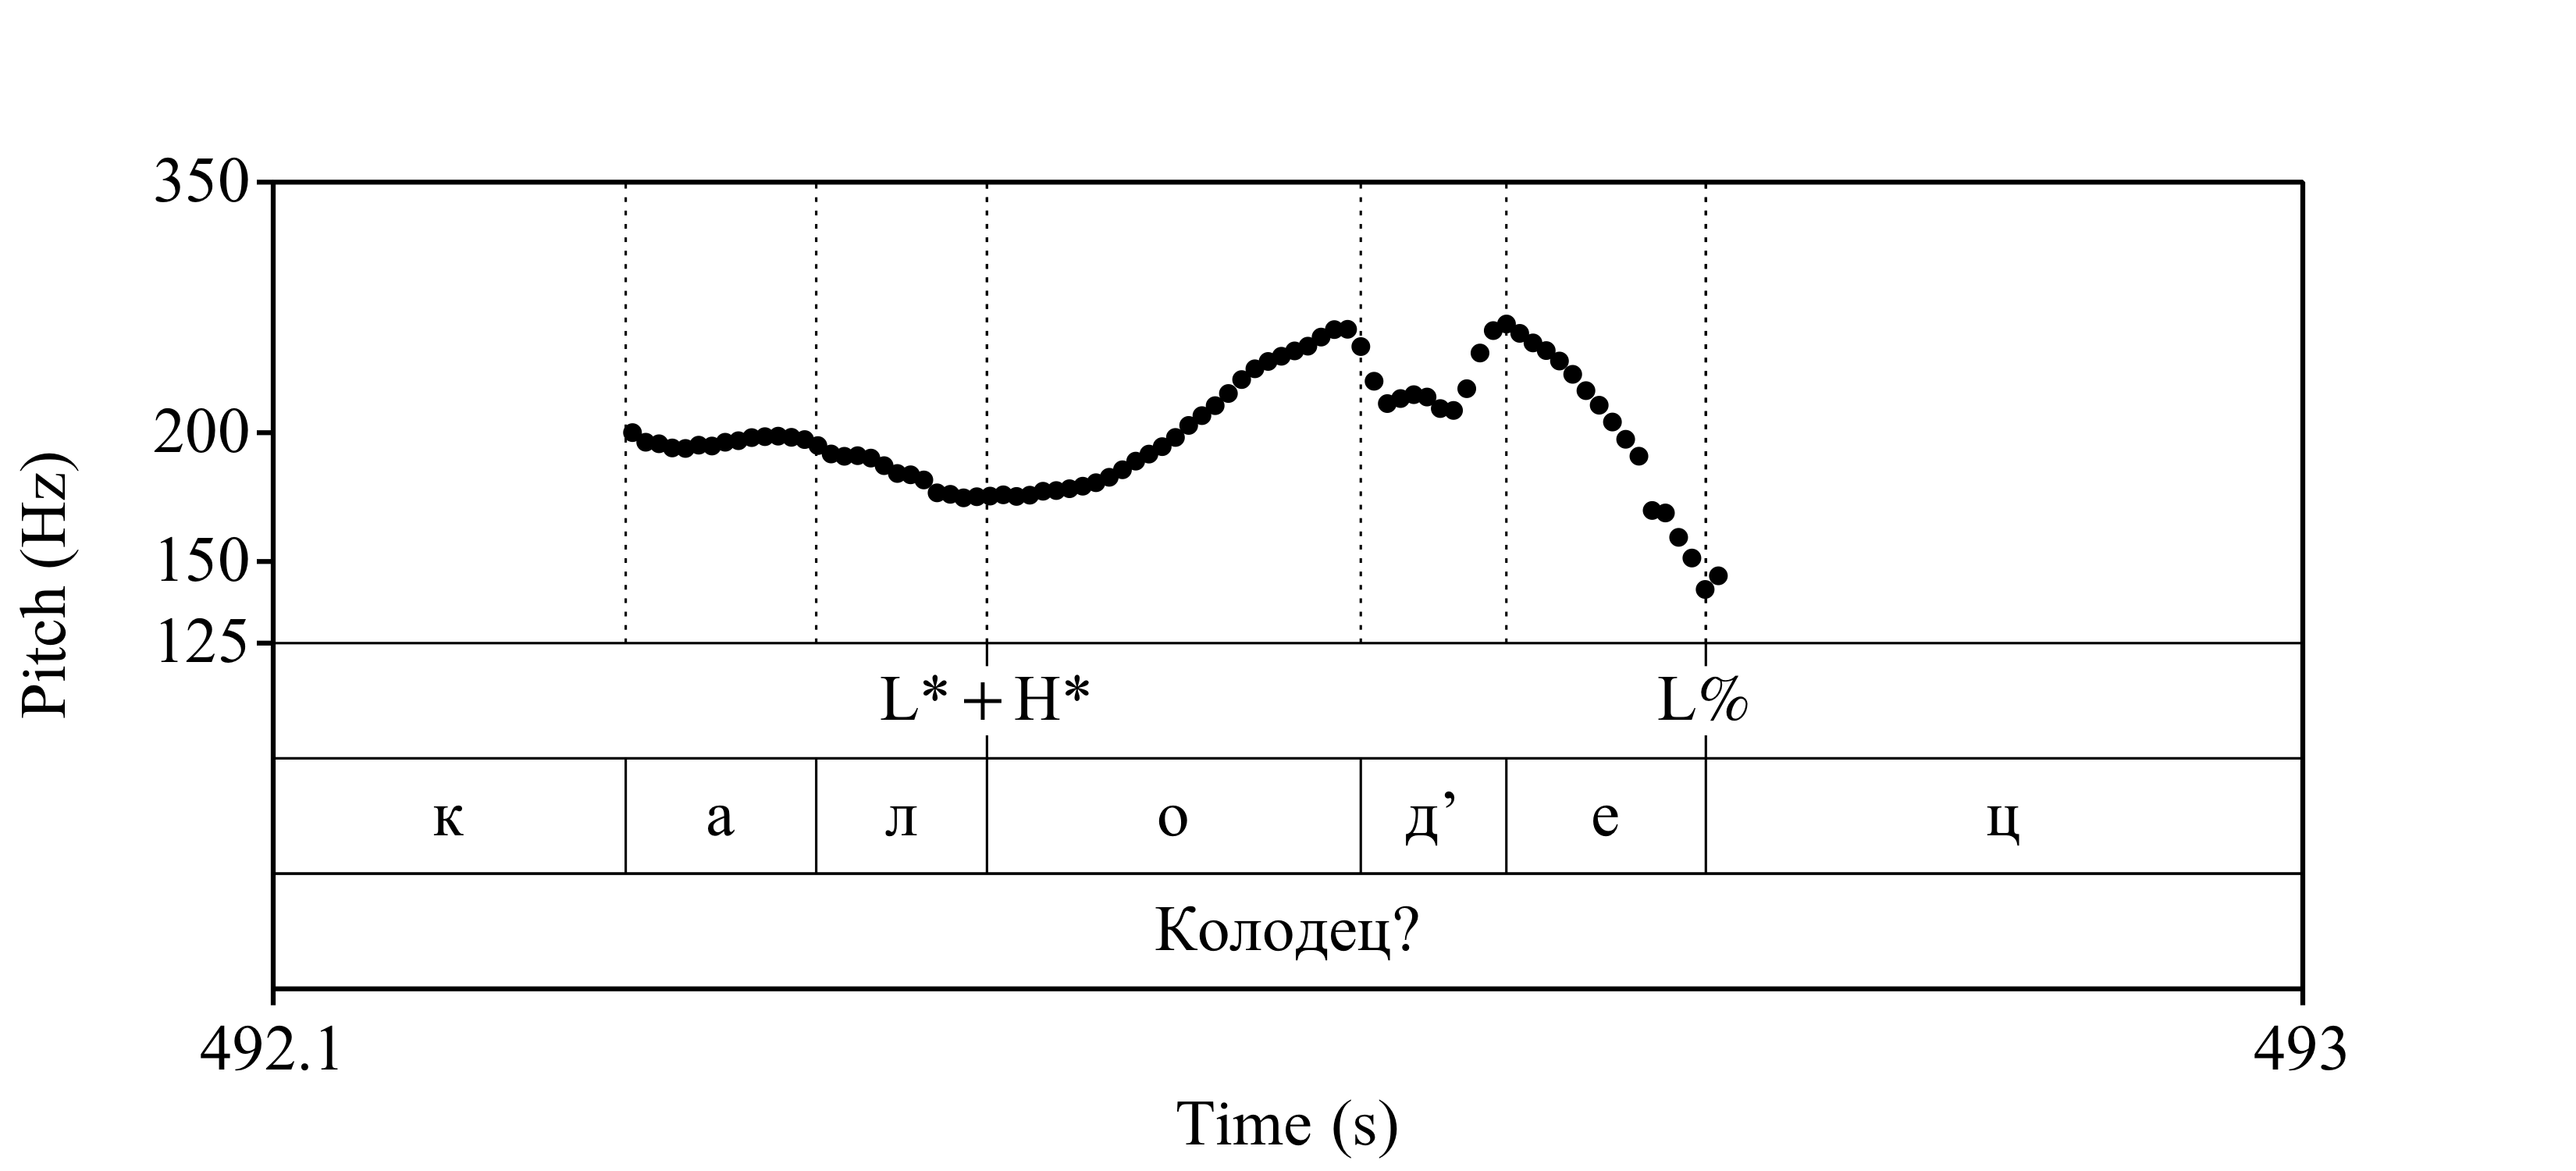 350
200
150
125
Pitch (Hz)
L* + H* L%
к а л о д’ е ц
Колодец?
492.1 493
Time (s)